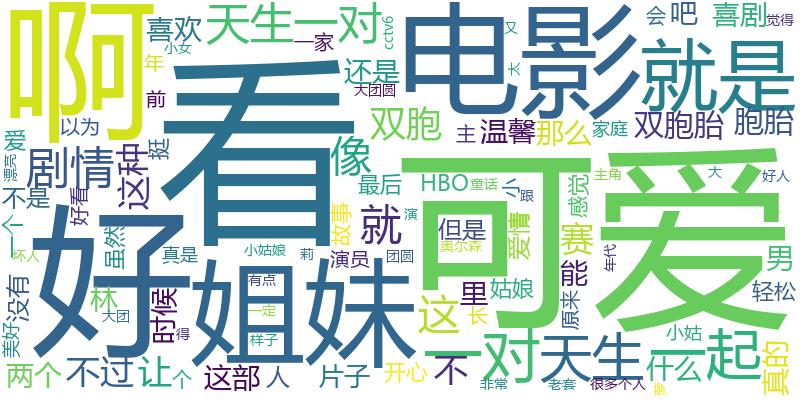 啊
喜欢
小女
天生一对
一家
cctv6
电影
又
太
会
吧
喜剧
觉得
年
前
看
还是
大团圆
就是
爱
以为
挺
双胞
主
温馨
那么
家庭
双胞胎
胞胎
漂亮
剧情
这种
像
可爱
不是
好看
最后
HBO
童话
小
跟
感觉
主角
大
好人
一个
好
虽然
真是
小姑娘
故事
就
演
但是
奥尔森
爱情
赛
男
坏人
姐妹
有点
演员
莉
团圆
里
姑娘
原来
能
年代
轻松
美好
没有
林
大团
时候
得
一定
样子
这
长
一对
天生
小姑
一起
真的
两个
不过
让
个
这部
人
片子
开心
不
非常
老套
什么
很多个人
萝